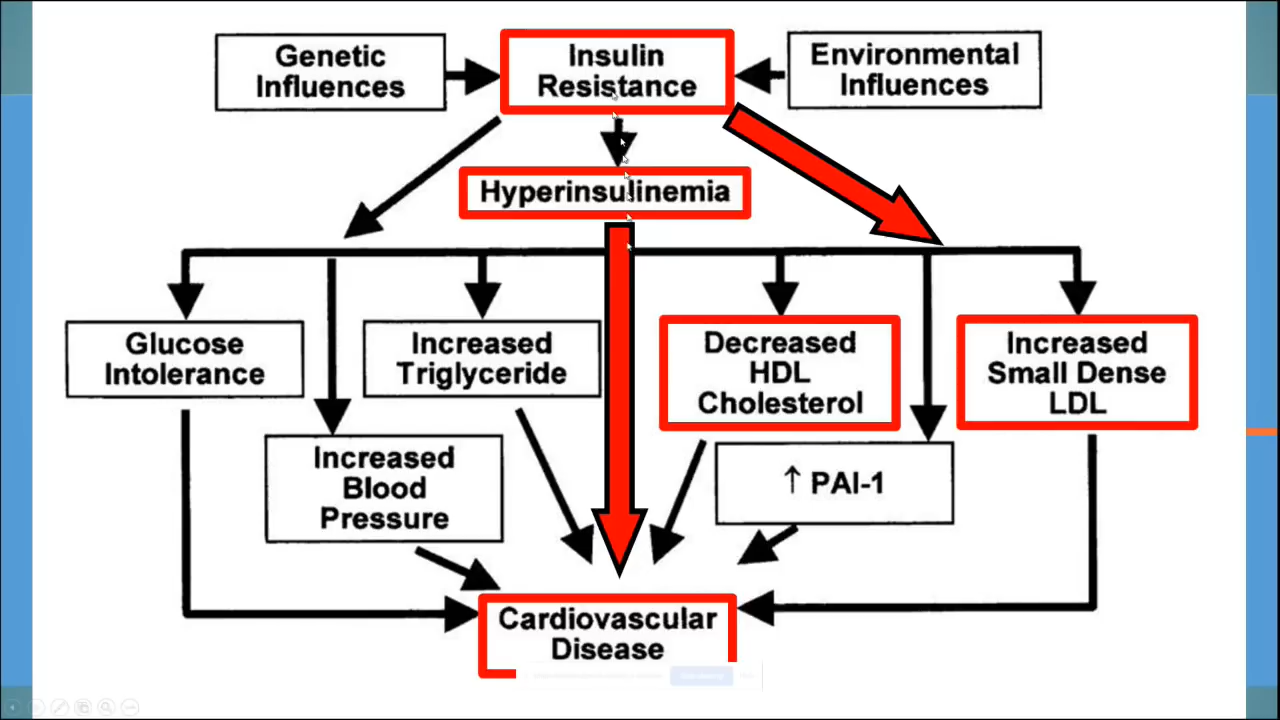 Genetic
Influences
Insulin
Resistance
Environmental
Influences
Hyperinsulinemia
Glucose
Intolerance
Increased
Triglyceride
Decreased
HDL
Cholesterol
Increased
Small Dense
LDL
Increased
Blood
Pressure
↑ PAI-1
Cardiovascular
Disease